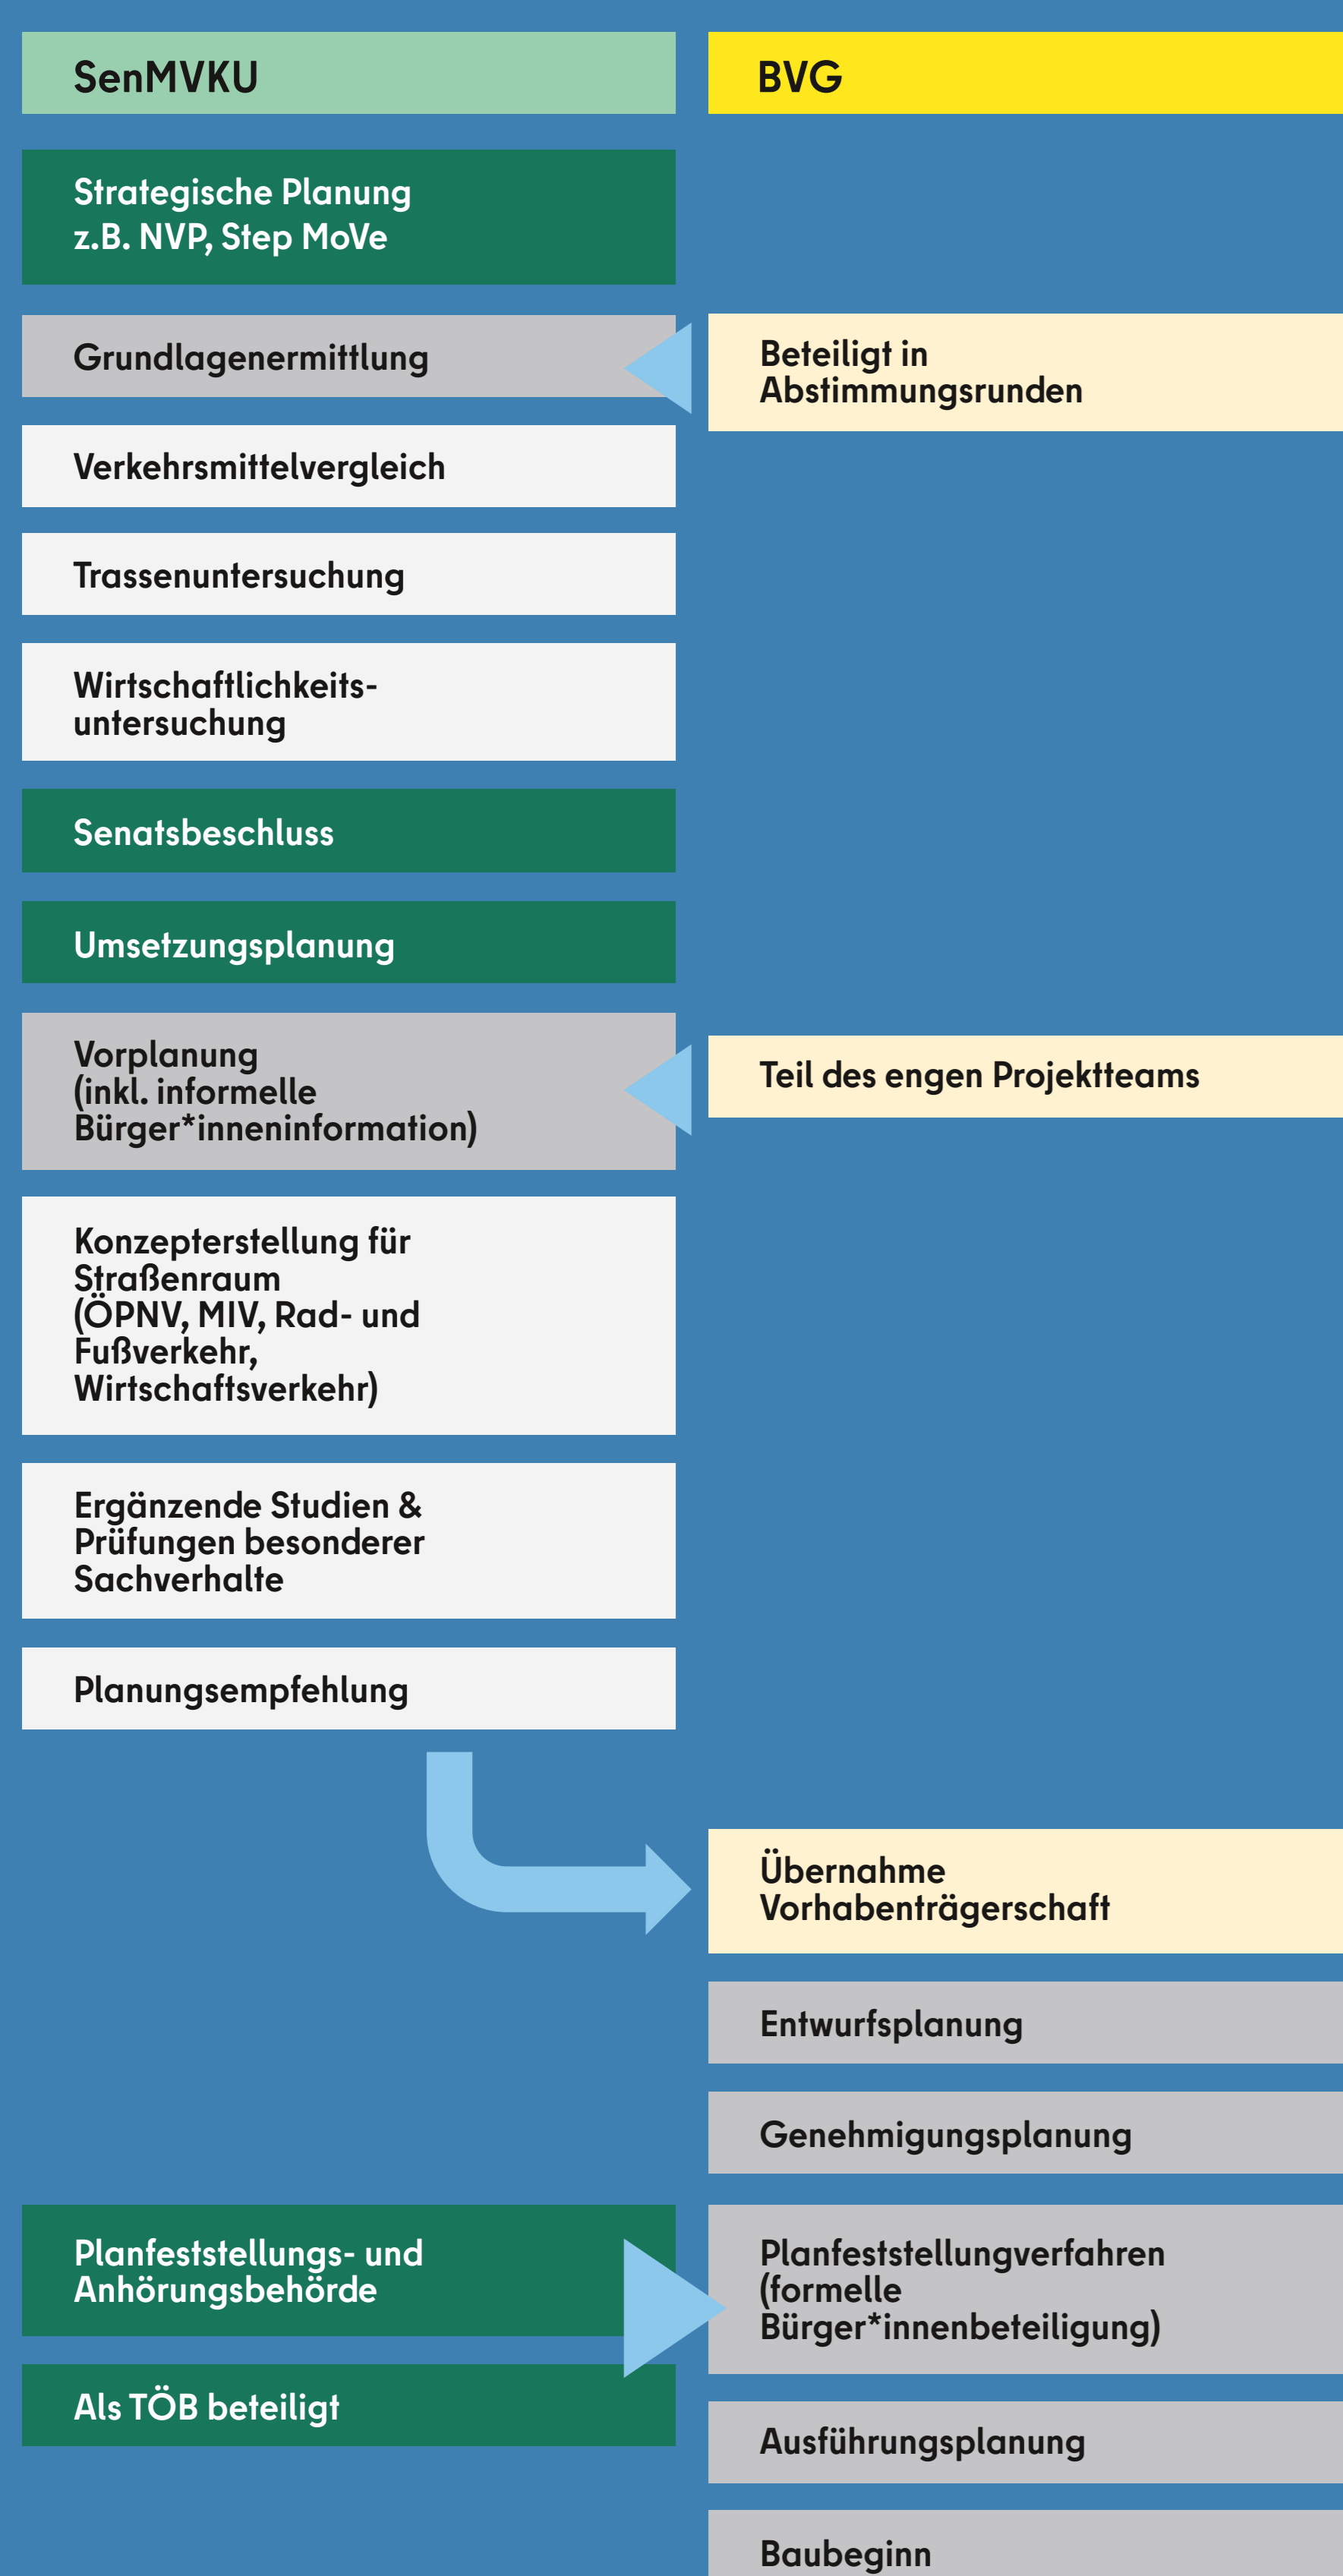 SenMVKU
BVG
Strategische Planung
z.B. NVP, Step MoVe
Grundlagenermittlung
Beteiligt in
Abstimmungsrunden
Verkehrsmittelvergleich
Trassenuntersuchung
Wirtschaftlichkeits-
untersuchung
Senatsbeschluss
Umsetzungsplanung
Vorplanung
(inkl. informelle
Bürger*inneninformation)
Teil des engen Projektteams
Konzepterstellung für
Straßenraum
(ÖPNV, MIV, Rad- und
Fußverkehr,
Wirtschaftsverkehr)
Ergänzende Studien &
Prüfungen besonderer
Sachverhalte
Planungsempfehlung
Übernahme
Vorhabenträgerschaft
Entwurfsplanung
Genehmigungsplanung
Planfeststellungs- und
Anhörungsbehörde
Planfeststellungverfahren
(formelle
Bürger*innenbeteiligung)
Als TÖB beteiligt
Ausführungsplanung
Baubeginn